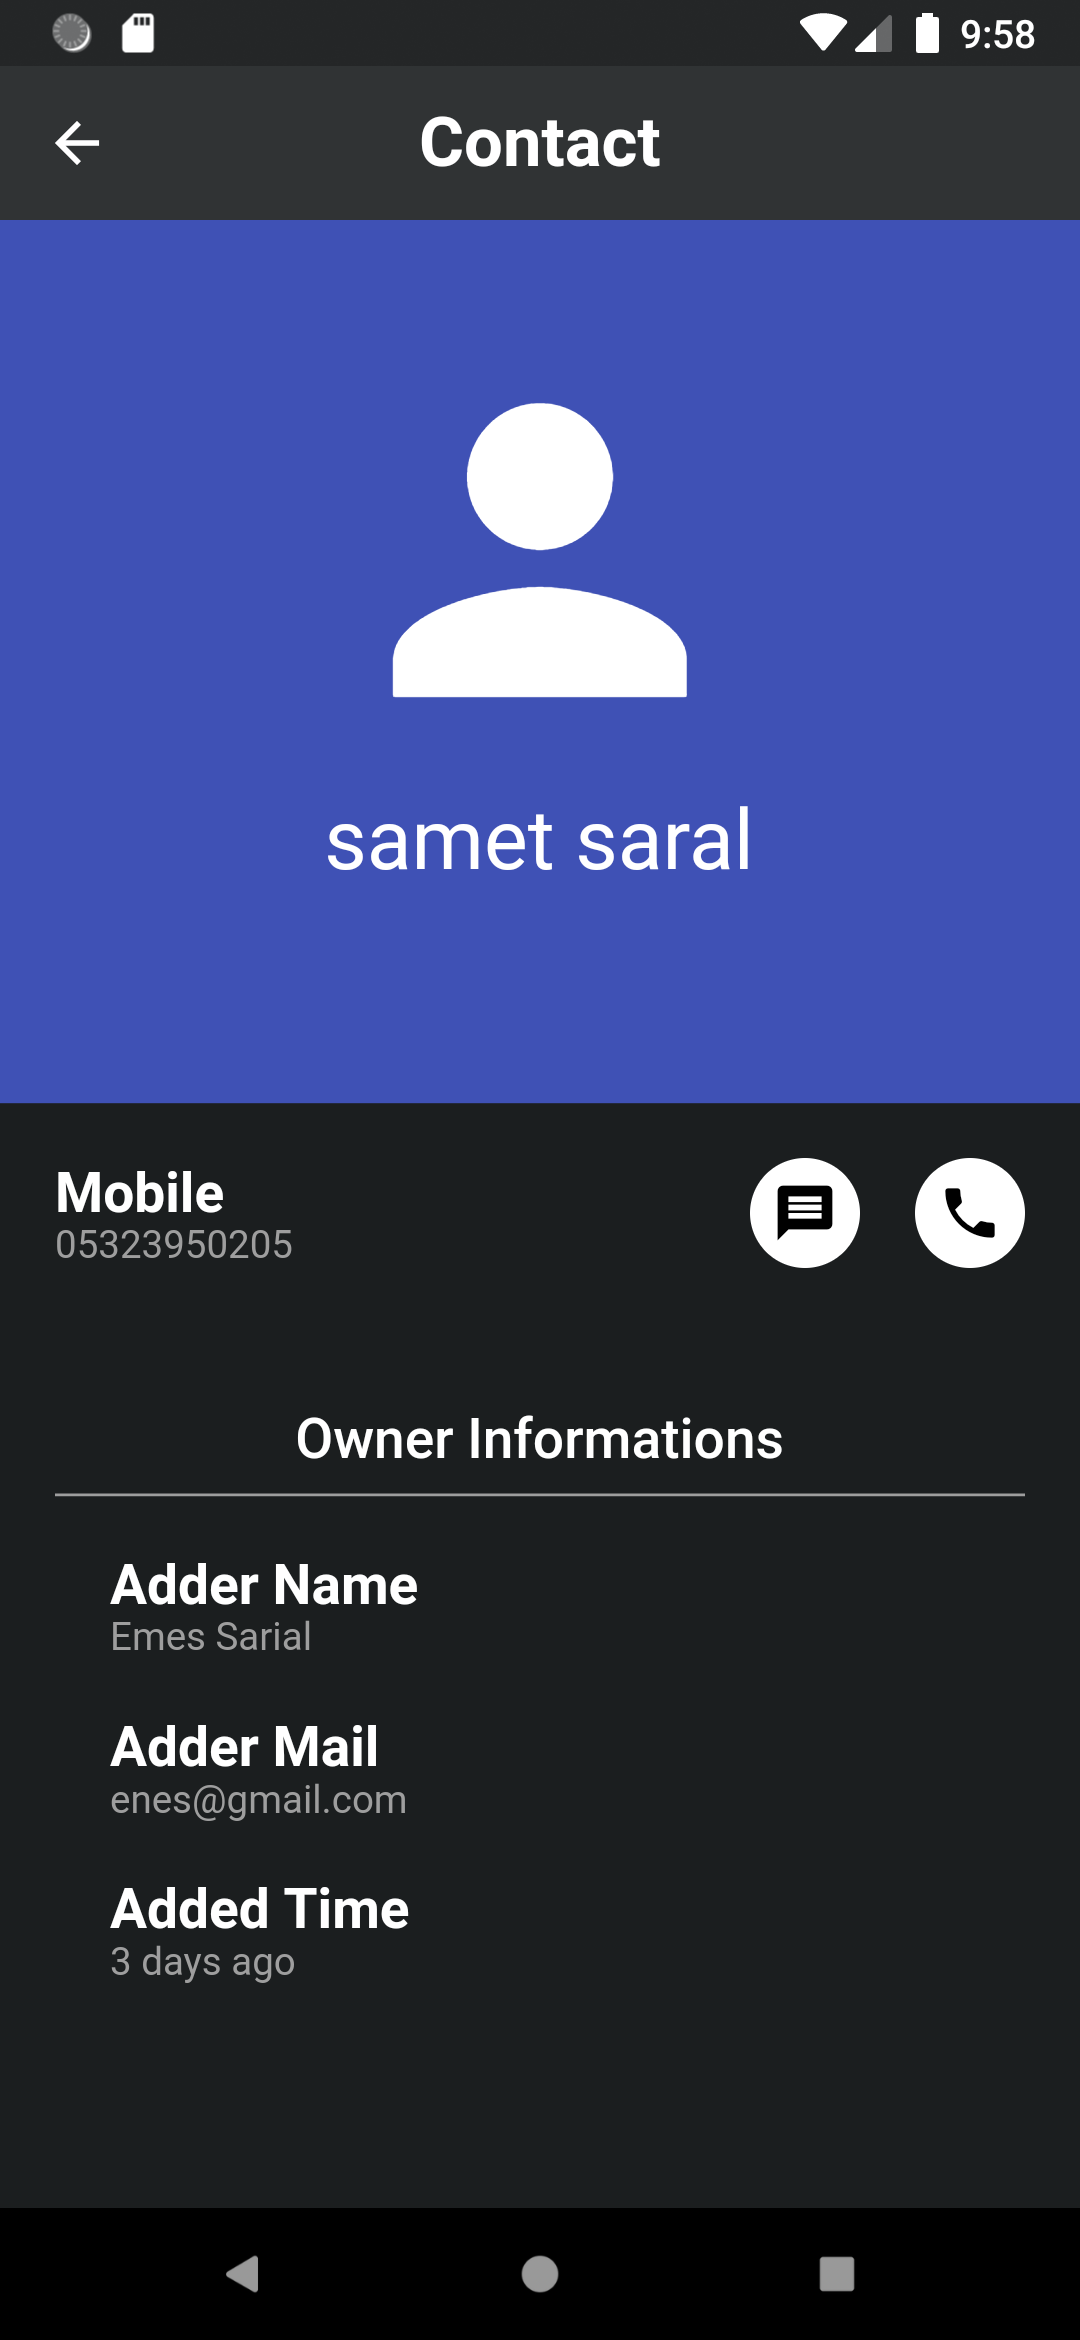 9:58
Contact
samet saral
Mobile
05323950205
Owner Informations
Adder Name
Emes Sarial
Adder Mail
enes@gmail.com
Added Time
3 days ago